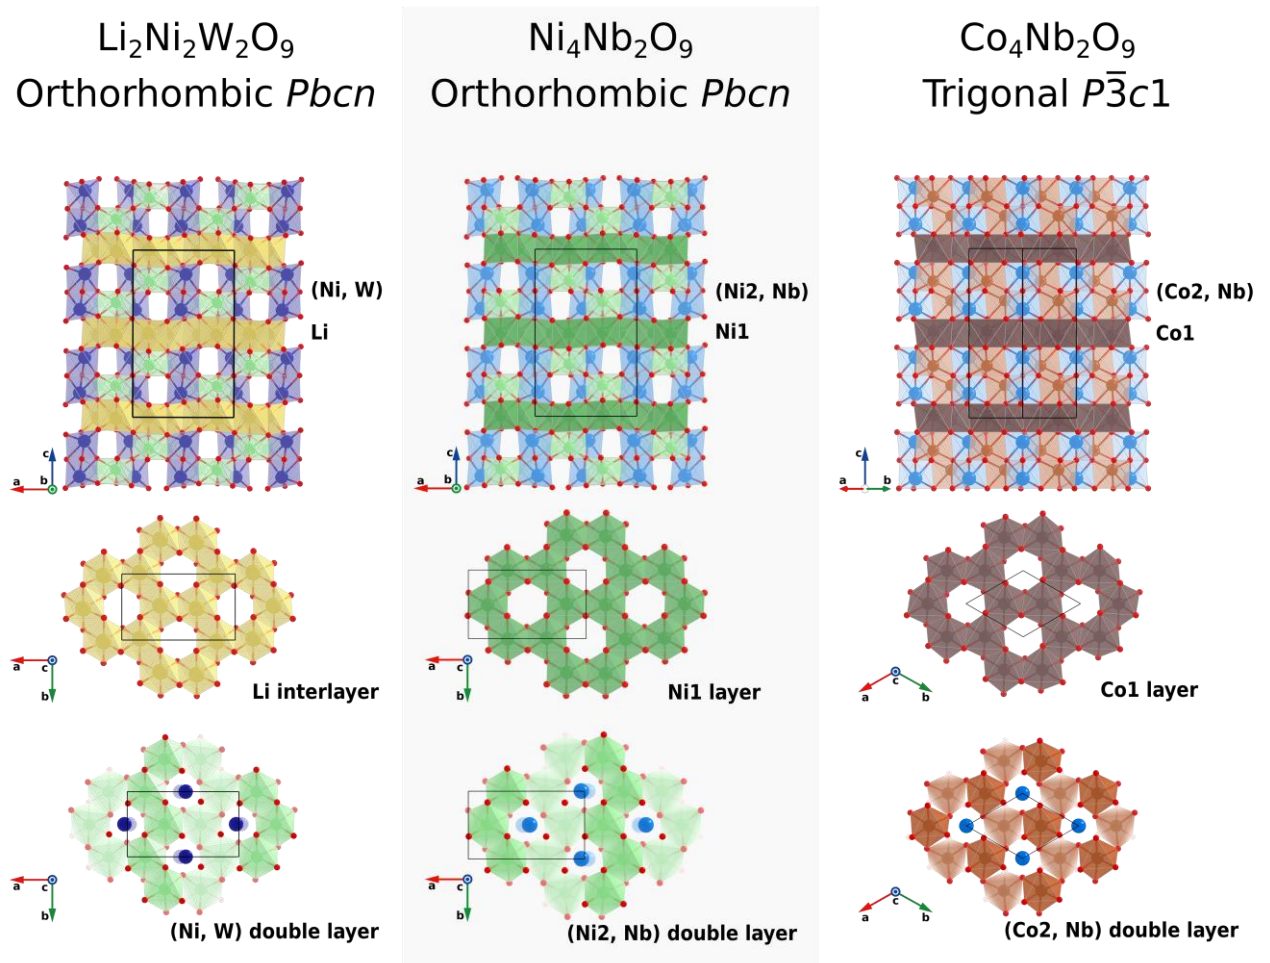 Li₂Ni₂W₂O₉
Orthorhombic Pbcn
(Ni, W)
Li
c
a
b
a
c
b
Li interlayer
a
c
b
(Ni, W) double layer
Ni₄Nb₂O₉
Orthorhombic Pbcn
(Ni2, Nb)
Ni1
c
a
b
a
c
b
Ni1 layer
a
c
b
(Ni2, Nb) double layer
Co₄Nb₂O₉
Trigonal P3̅c1
(Co2, Nb)
Co1
c
a
b
c
a
b
Co1 layer
c
a
b
(Co2, Nb) double layer